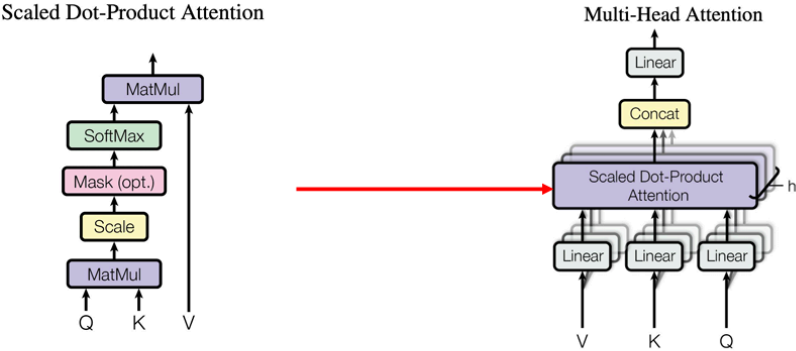 Scaled Dot-Product Attention
MatMul
SoftMax
Mask (opt.)
Scale
MatMul
Q K V
Multi-Head Attention
Linear
Concat
Scaled Dot-Product
Attention
h
Linear Linear Linear
V K Q